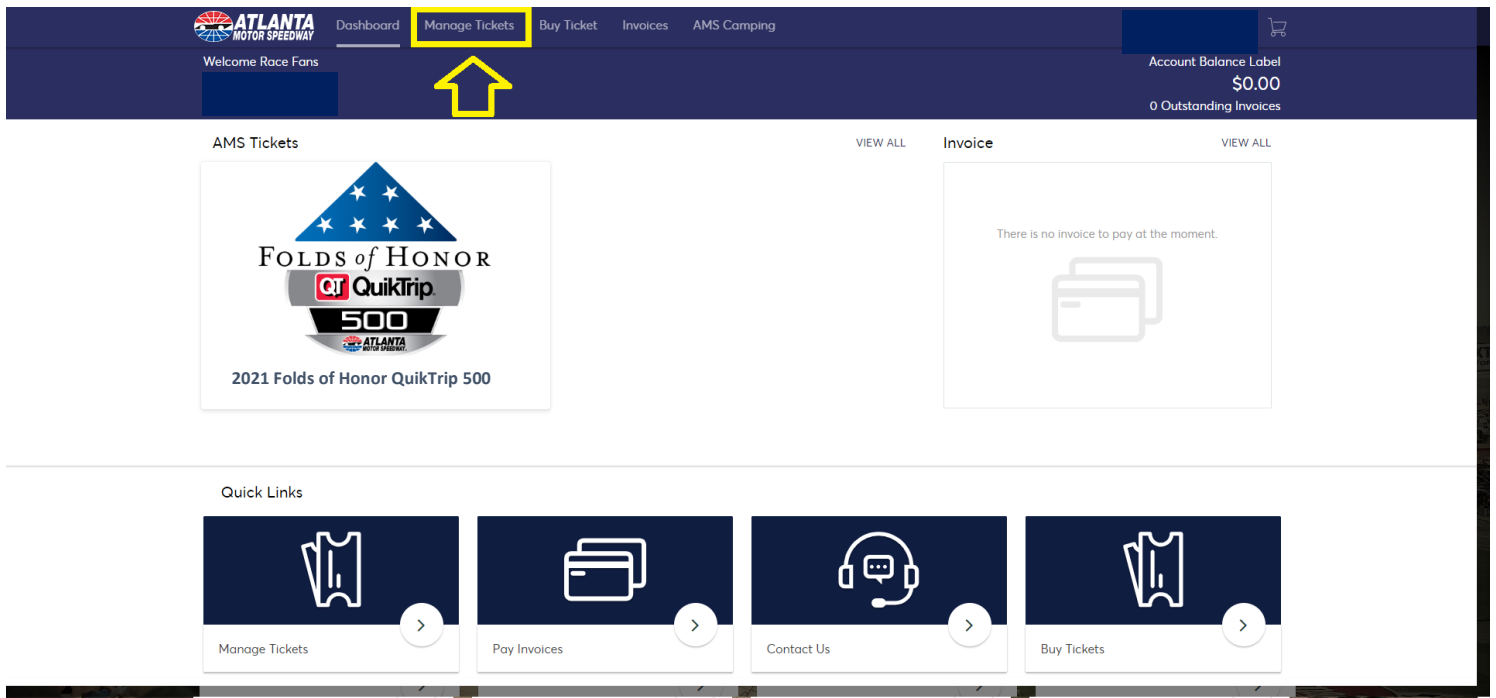 ATLANTA
MOTOR SPEEDWAY
Dashboard
Manage Tickets
Buy Ticket
Invoices
AMS Camping
Welcome Race Fans
Account Balance Label
$0.00
0 Outstanding Invoices
AMS Tickets
VIEW ALL
FOLDS of HONOR
QT QuikTrip.
500
ATLANTA
MOTOR SPEEDWAY
2021 Folds of Honor QuikTrip 500
Invoice
VIEW ALL
There is no invoice to pay at the moment.
Quick Links
Manage Tickets
Pay Invoices
Contact Us
Buy Tickets